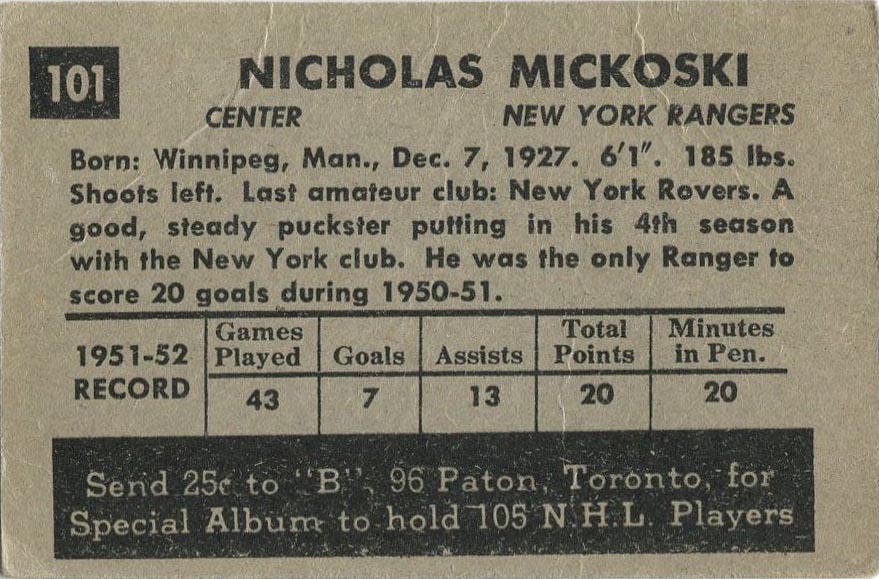 101
NICHOLAS MICKOSKI
CENTER NEW YORK RANGERS
Born: Winnipeg, Man., Dec. 7, 1927. 6'1". 185 lbs.
Shoots left. Last amateur club: New York Rovers. A
good, steady puckster putting in his 4th season
with the New York club. He was the only Ranger to
score 20 goals during 1950-51.
1951-52 RECORD
Games Played Goals Assists Total Points Minutes in Pen.
43 7 13 20 20
Send 25c to "B", 96 Paton, Toronto, for
Special Album to hold 105 N.H.L. Players